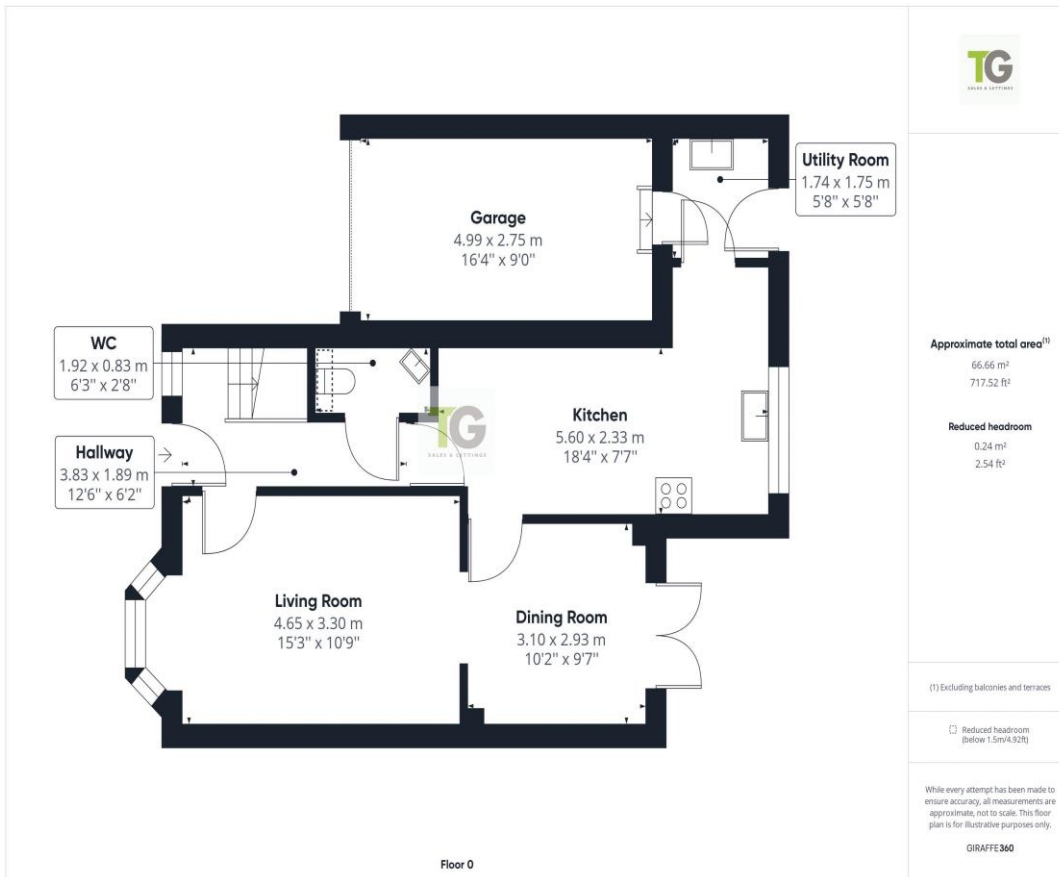 TG
SALES & LETTINGS
Utility Room
1.74 x 1.75 m
5'8" x 5'8"
Garage
4.99 x 2.75 m
16'4" x 9'0"
WC
1.92 x 0.83 m
6'3" x 2'8"
Hallway
3.83 x 1.89 m
12'6" x 6'2"
Kitchen
5.60 x 2.33 m
18'4" x 7'7"
TG
SALES & LETTINGS
Living Room
4.65 x 3.30 m
15'3" x 10'9"
Dining Room
3.10 x 2.93 m
10'2" x 9'7"
Floor 0
Approximate total area(1)
66.66 m²
717.52 ft²
Reduced headroom
0.24 m²
2.54 ft²
(1) Excluding balconies and terraces
Reduced headroom
(below 1.5m/4.92ft)
While every attempt has been made to
ensure accuracy, all measurements are
approximate, not to scale. This floor
plan is for illustrative purposes only.
GIRAFFE360